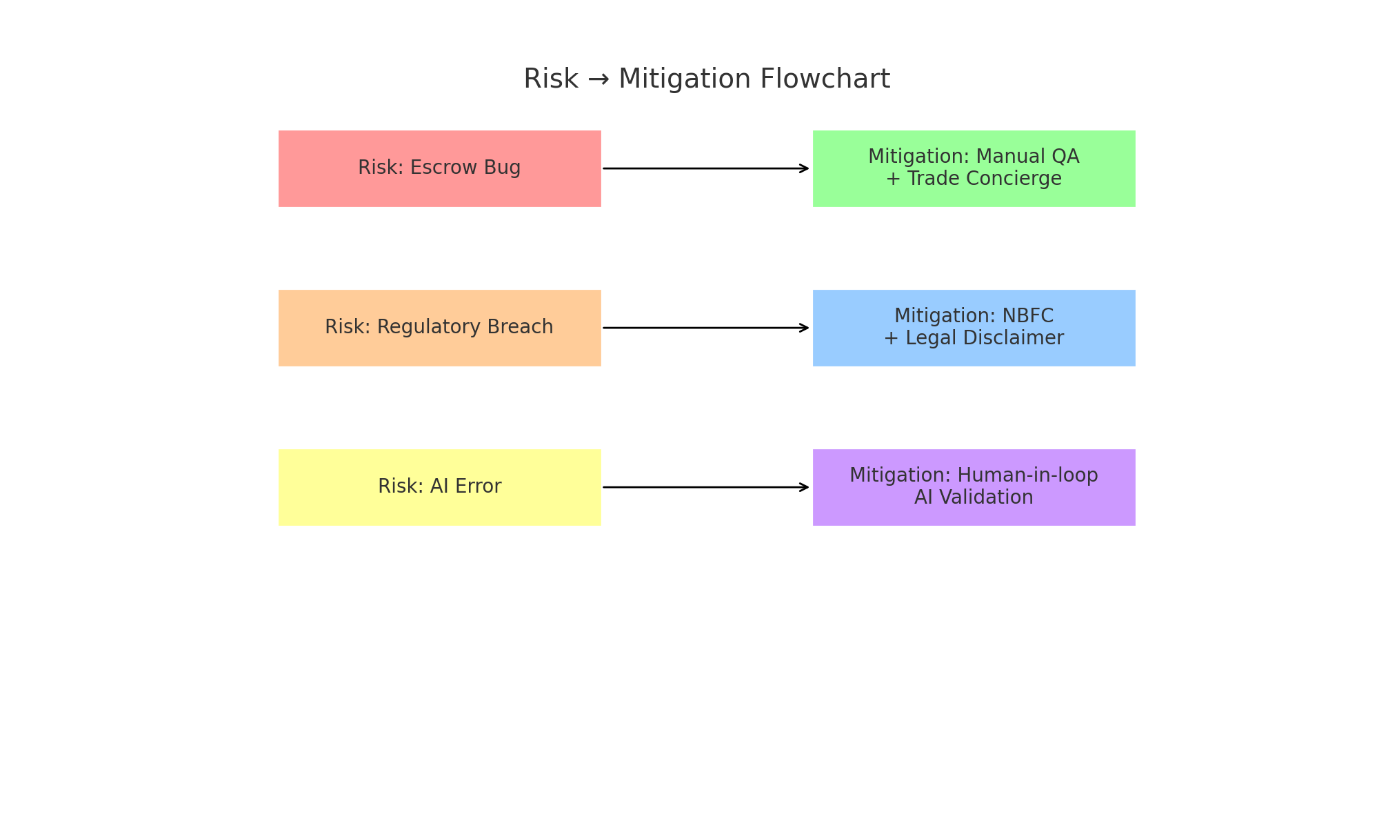 Risk → Mitigation Flowchart
Risk: Escrow Bug
Mitigation: Manual QA
+ Trade Concierge
Risk: Regulatory Breach
Mitigation: NBFC
+ Legal Disclaimer
Risk: AI Error
Mitigation: Human-in-loop
AI Validation